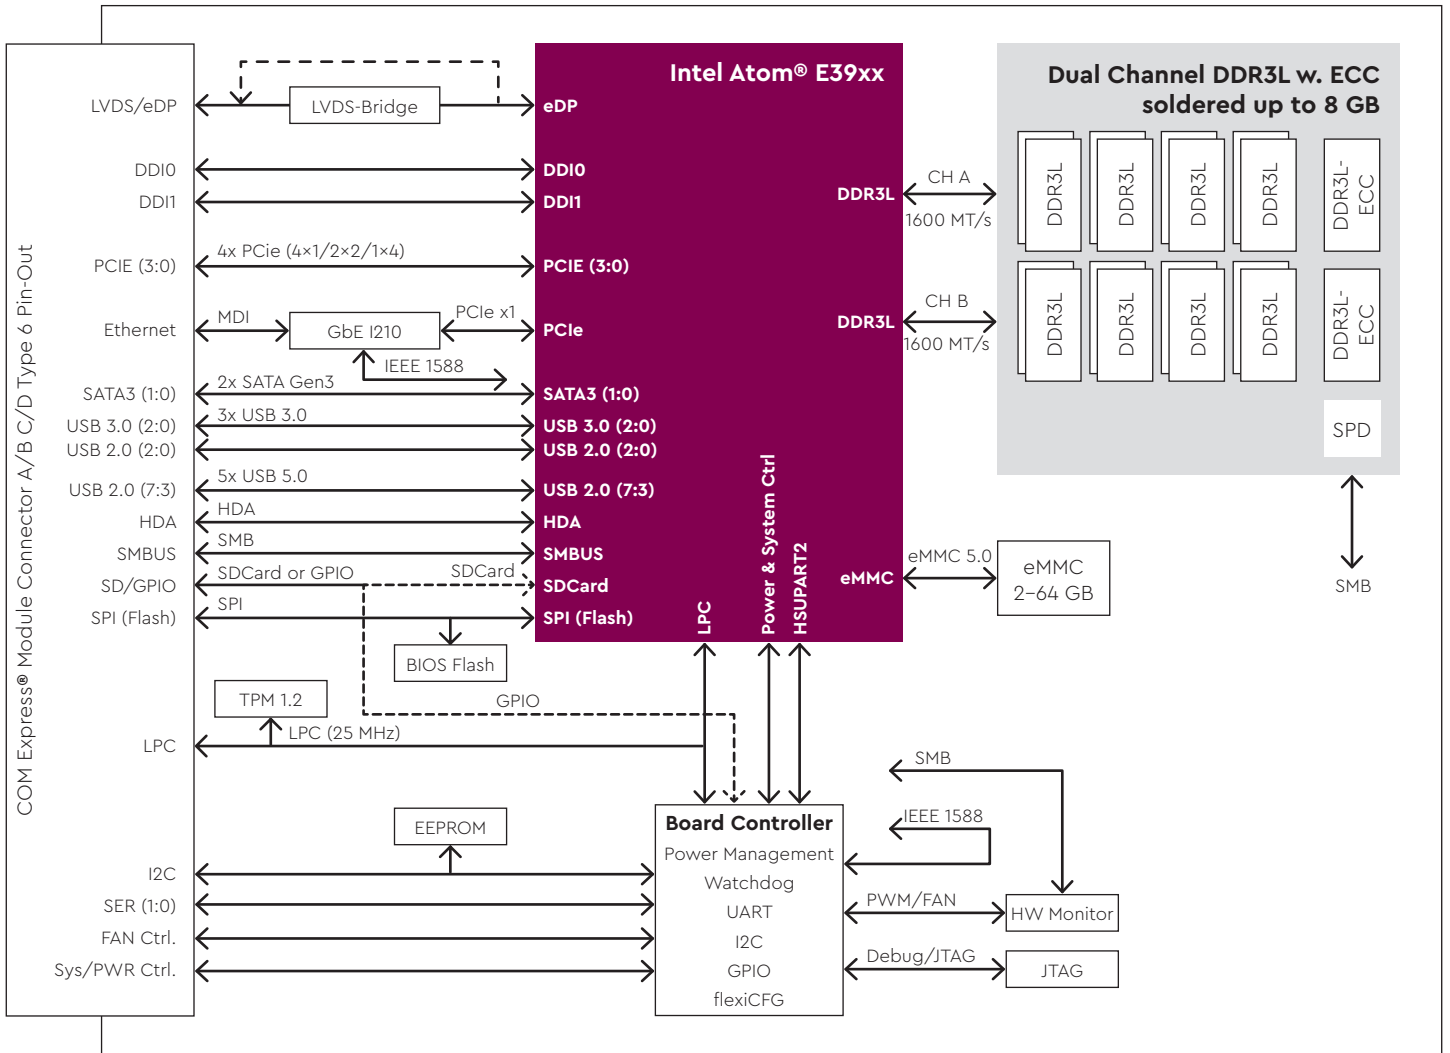 COM Express® Module Connector A/B C/D Type 6 Pin-Out
LVDS/eDP
DDI0
DDI1
PCIE (3:0)
Ethernet
SATA3 (1:0)
USB 3.0 (2:0)
USB 2.0 (2:0)
USB 2.0 (7:3)
HDA
SMBUS
SD/GPIO
SPI (Flash)
LPC
I2C
SER (1:0)
FAN Ctrl.
Sys/PWR Ctrl.
LVDS-Bridge
4x PCie (4×1/2×2/1×4)
MDI
GbE I210
PCIe x1
IEEE 1588
2x SATA Gen3
3x USB 3.0
5x USB 5.0
HDA
SMB
SDCard or GPIO
SDCard
SPI
BIOS Flash
TPM 1.2
GPIO
LPC (25 MHz)
EEPROM
Intel Atom® E39xx
eDP
DDI0
DDI1
PCIE (3:0)
PCIe
SATA3 (1:0)
USB 3.0 (2:0)
USB 2.0 (2:0)
USB 2.0 (7:3)
HDA
SMBUS
SDCard
SPI (Flash)
DDR3L
DDR3L
eMMC
LPC
Power & System Ctrl
HSUPART2
CH A
1600 MT/s
CH B
1600 MT/s
eMMC 5.0
Dual Channel DDR3L w. ECC
soldered up to 8 GB
DDR3L
DDR3L
DDR3L
DDR3L
DDR3L-
ECC
DDR3L
DDR3L
DDR3L
DDR3L
DDR3L-
ECC
SPD
SMB
eMMC
2–64 GB
Board Controller
Power Management
Watchdog
UART
I2C
GPIO
flexiCFG
SMB
IEEE 1588
PWM/FAN
HW Monitor
Debug/JTAG
JTAG